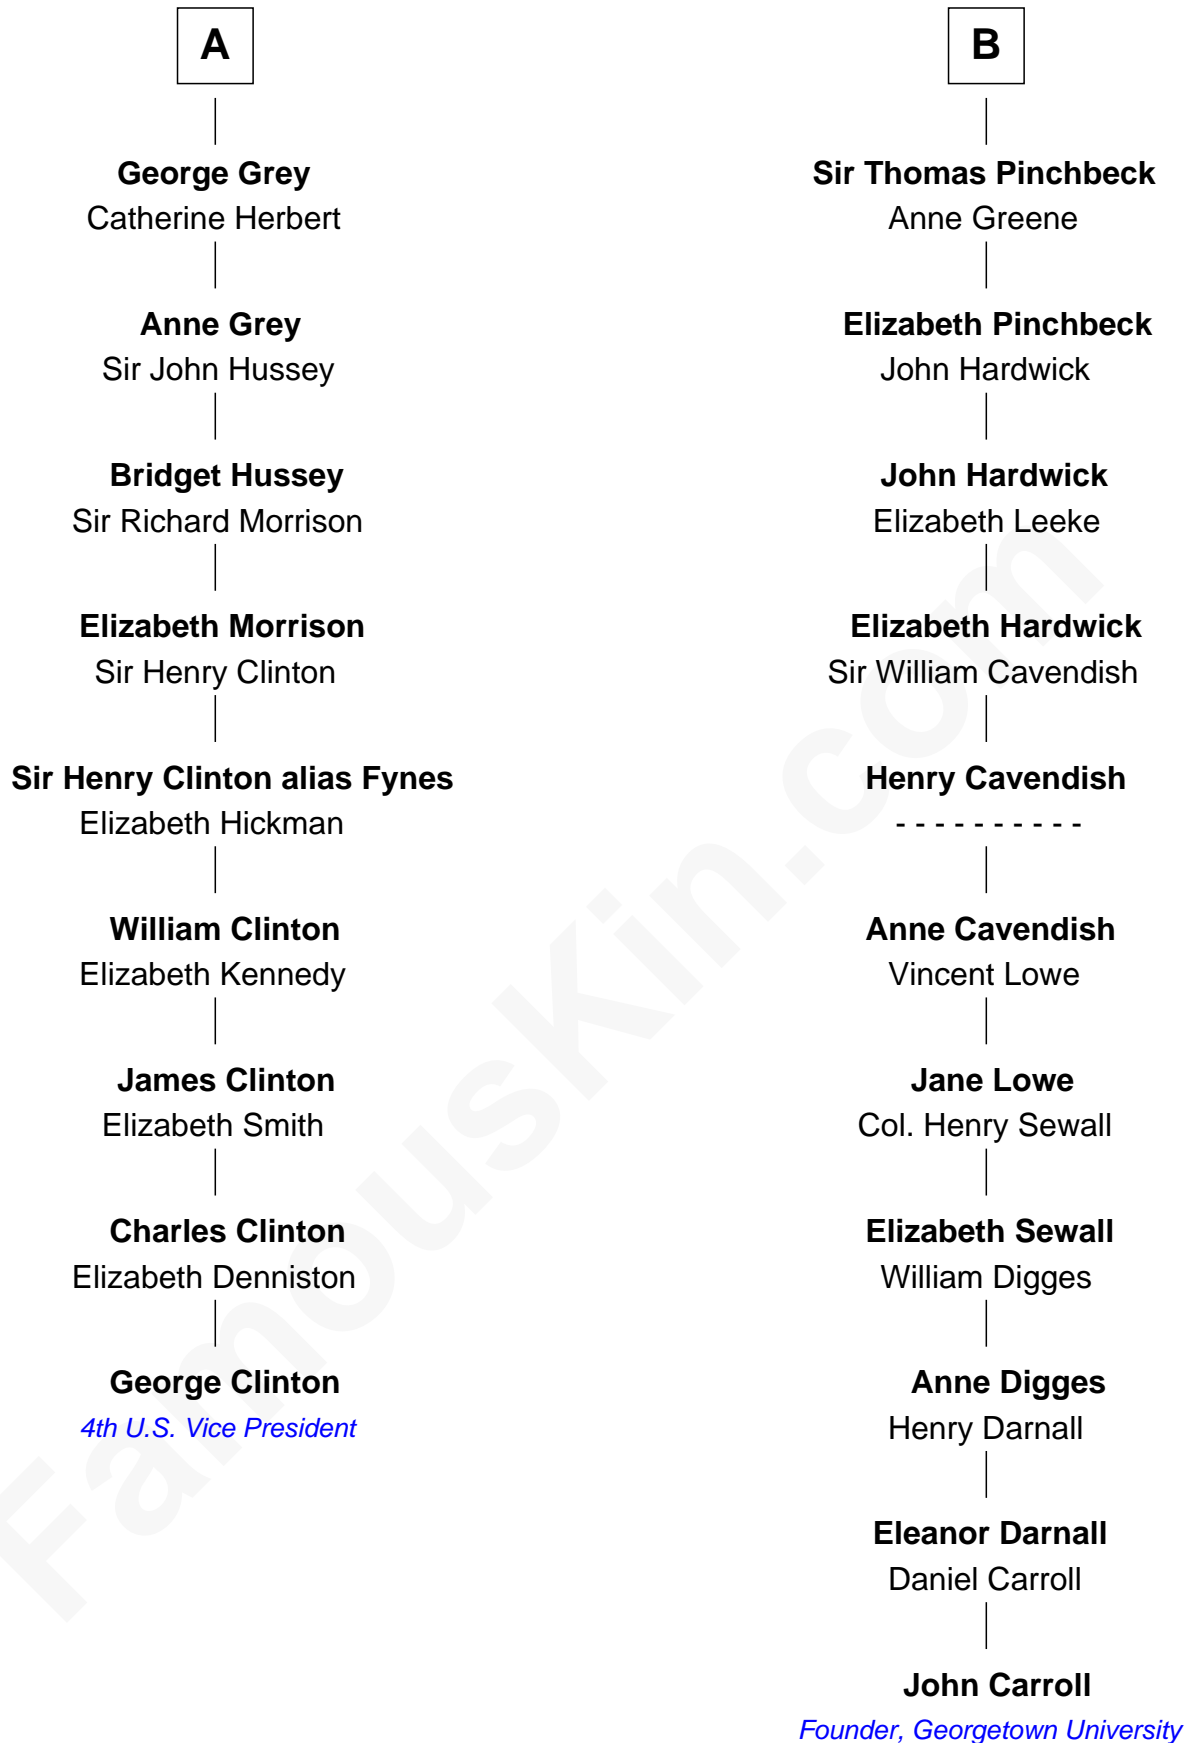 A
George Grey
Catherine Herbert
Anne Grey
Sir John Hussey
Bridget Hussey
Sir Richard Morrison
Elizabeth Morrison
Sir Henry Clinton
Sir Henry Clinton alias Fynes
Elizabeth Hickman
William Clinton
Elizabeth Kennedy
James Clinton
Elizabeth Smith
Charles Clinton
Elizabeth Denniston
George Clinton
4th U.S. Vice President
B
Sir Thomas Pinchbeck
Anne Greene
Elizabeth Pinchbeck
John Hardwick
John Hardwick
Elizabeth Leeke
Elizabeth Hardwick
Sir William Cavendish
Henry Cavendish
- - - - - - - - - -
Anne Cavendish
Vincent Lowe
Jane Lowe
Col. Henry Sewall
Elizabeth Sewall
William Digges
Anne Digges
Henry Darnall
Eleanor Darnall
Daniel Carroll
John Carroll
Founder, Georgetown University
FamousKin.com